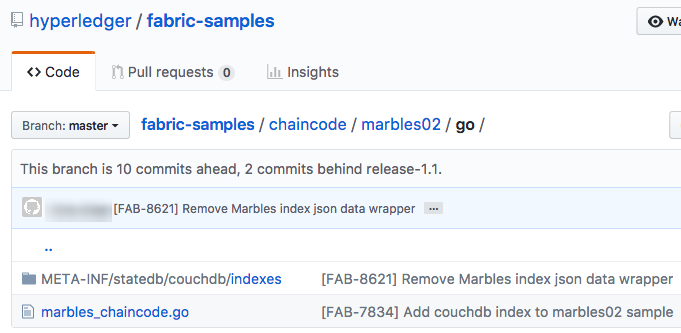 hyperledger / fabric-samples
Wa
Code Pull requests 0 Insights
Branch: master fabric-samples / chaincode / marbles02 / go /
This branch is 10 commits ahead, 2 commits behind release-1.1.
[FAB-8621] Remove Marbles index json data wrapper ...
..
META-INF/statedb/couchdb/indexes [FAB-8621] Remove Marbles index json data wrapper
marbles_chaincode.go [FAB-7834] Add couchdb index to marbles02 sample